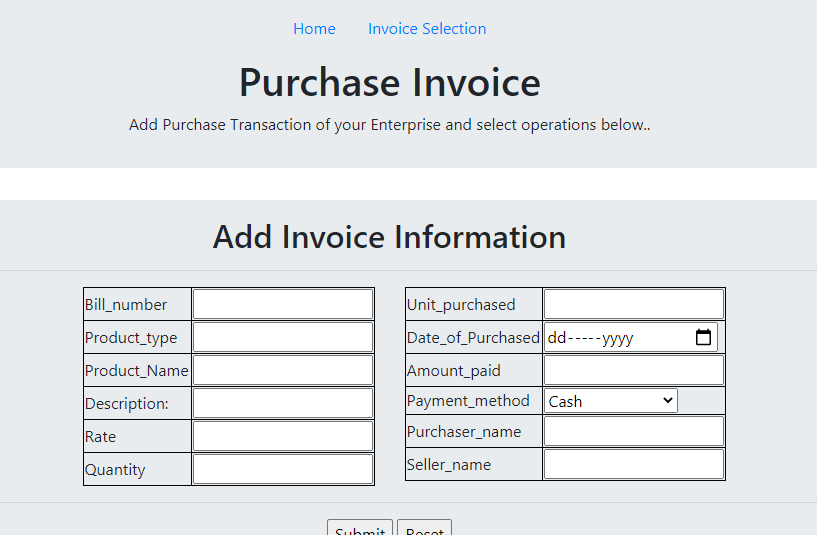 Home Invoice Selection
Purchase Invoice
Add Purchase Transaction of your Enterprise and select operations below..
Add Invoice Information
Bill_number
Product_type
Product_Name
Description:
Rate
Quantity
Unit_purchased
Date_of_Purchased dd-----yyyy
Amount_paid
Payment_method Cash
Purchaser_name
Seller_name
Submit Reset